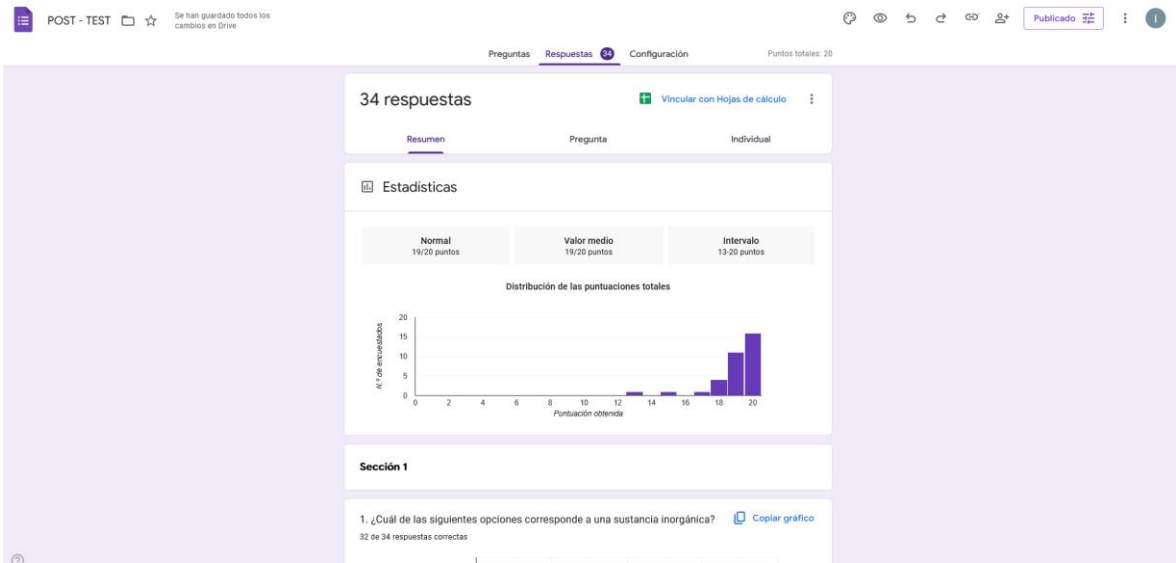 POST - TEST
Se han guardado todos los
cambios en Drive
Publicado
I
Preguntas Respuestas 34 Configuración Puntos totales: 20
34 respuestas
Vincular con Hojas de cálculo
Resumen Pregunta Individual
Estadísticas
Normal Valor medio Intervalo
19/20 puntos 19/20 puntos 13-20 puntos
Distribución de las puntuaciones totales
N.º de encuestados
20
15
10
5
0
0 2 4 6 8 10 12 14 16 18 20
Puntuación obtenida
Sección 1
1. ¿Cuál de las siguientes opciones corresponde a una sustancia inorgánica? Copiar gráfico
32 de 34 respuestas correctas